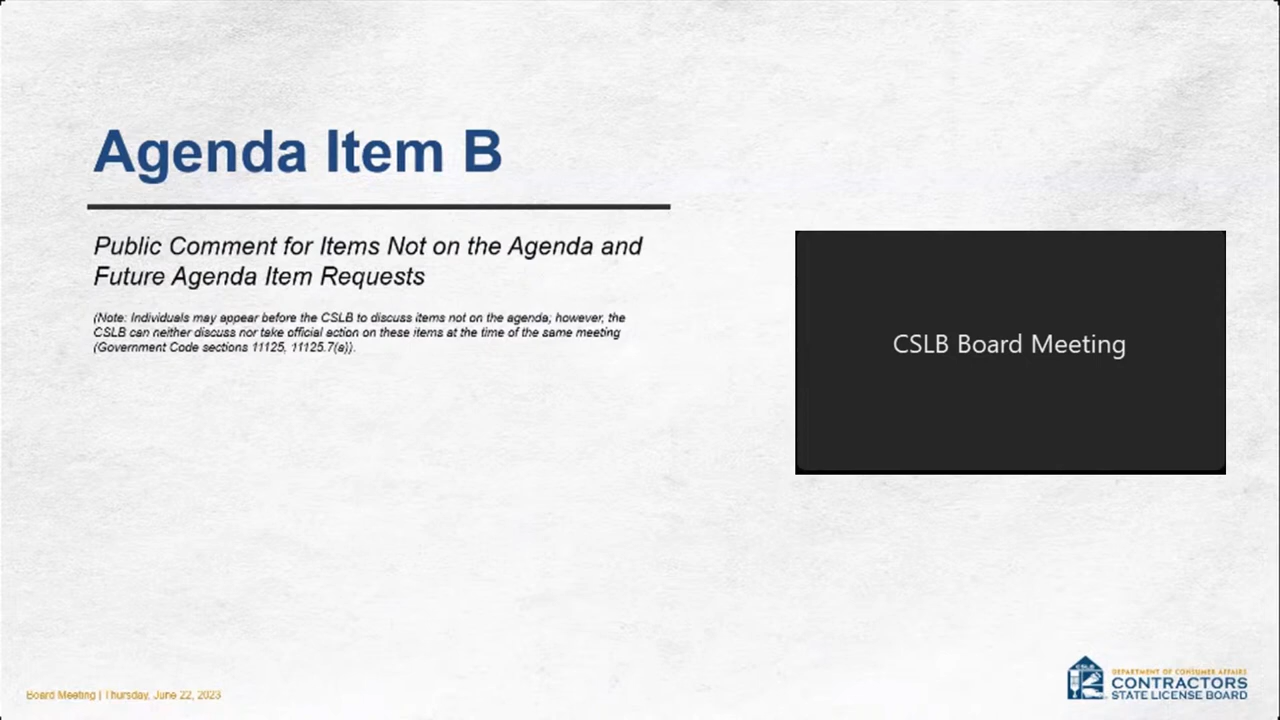 Agenda Item B
Public Comment for Items Not on the Agenda and
Future Agenda Item Requests
(Note: Individuals may appear before the CSLB to discuss items not on the agenda; however, the
CSLB can neither discuss nor take official action on these items at the time of the same meeting
(Government Code sections 11125, 11125.7(a)).
CSLB Board Meeting
Board Meeting | Thursday, June 22, 2023
CSLB
DEPARTMENT OF CONSUMER AFFAIRS
CONTRACTORS
STATE LICENSE BOARD